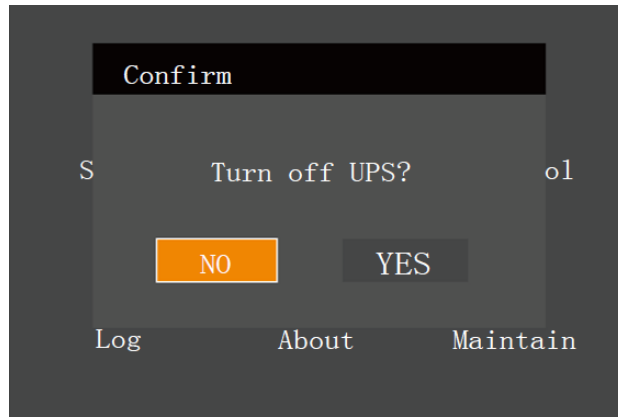 Confirm
S Turn off UPS? ol
NO YES
Log About Maintain